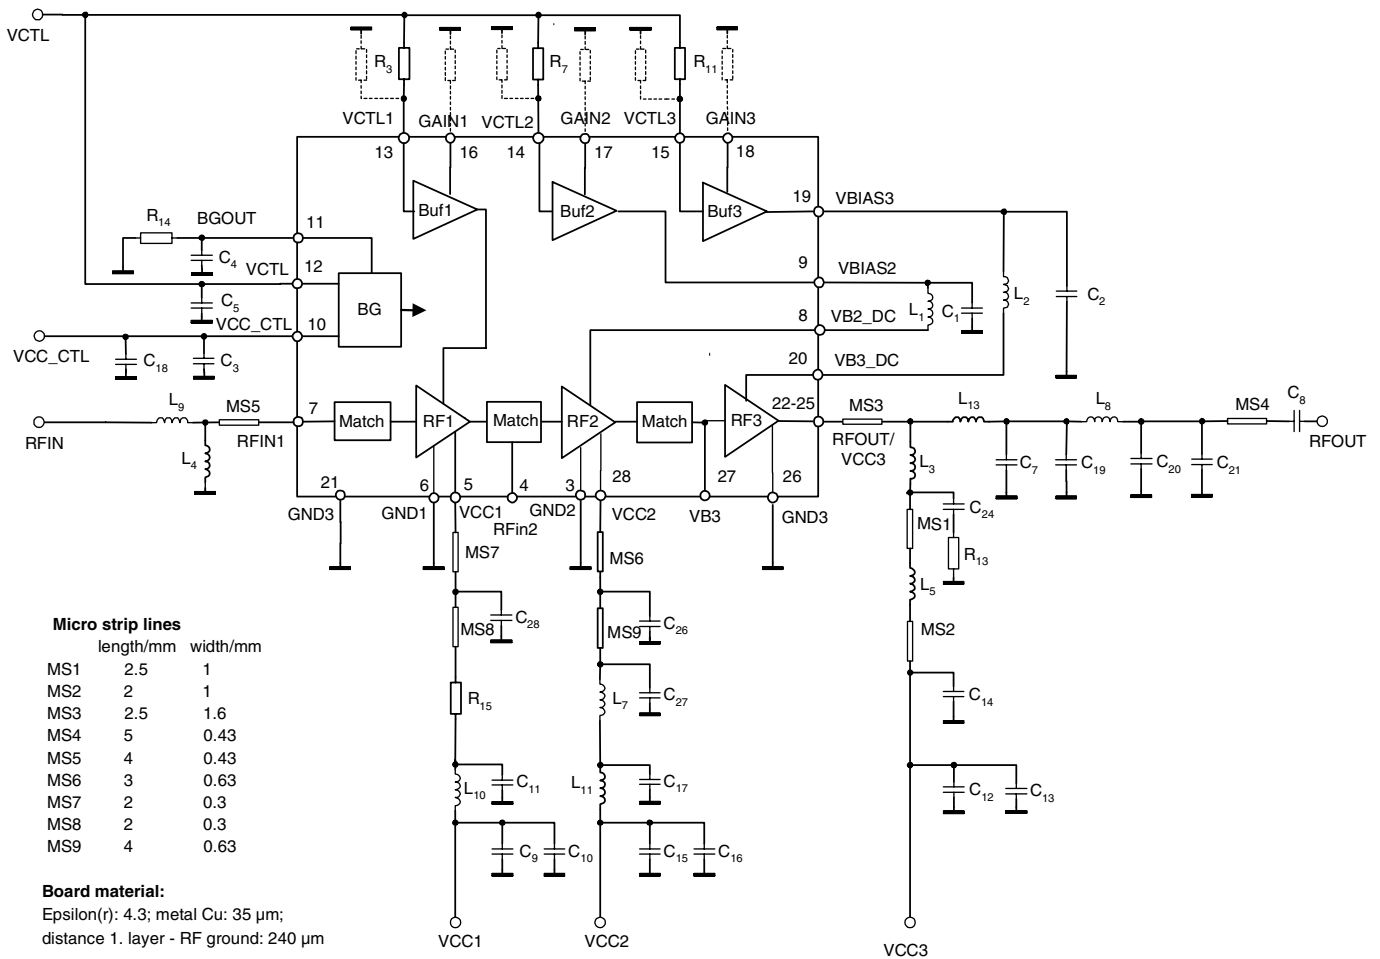 VCTL
R3
R7
R11
VCTL1
GAIN1
VCTL2
GAIN2
VCTL3
GAIN3
13
16
14
17
15
18
Buf1
Buf2
Buf3
19
VBIAS3
R14
BGOUT
11
C4
VCTL
12
9
VBIAS2
C5
BG
L1
C1
L2
C2
VCC_CTL
10
8
VB2_DC
VCC_CTL
C18
C3
20
VB3_DC
L9
MS5
7
Match
RF1
Match
RF2
Match
RF3
22-25
MS3
L13
L8
MS4
C8
RFIN
RFIN1
RFOUT/
VCC3
RFOUT
L4
L3
C7
C19
C20
C21
21
6
5
4
3
28
27
26
GND3
GND1
VCC1
RFin2
GND2
VCC2
VB3
GND3
MS1
C24
R13
MS7
MS6
L5
MS8
C28
MS9
C26
MS2
R15
L7
C27
C14
L10
C11
L11
C17
C12
C13
C9
C10
C15
C16
VCC1
VCC2
VCC3
Micro strip lines
length/mm width/mm
MS1 2.5 1
MS2 2 1
MS3 2.5 1.6
MS4 5 0.43
MS5 4 0.43
MS6 3 0.63
MS7 2 0.3
MS8 2 0.3
MS9 4 0.63
Board material:
Epsilon(r): 4.3; metal Cu: 35 µm;
distance 1. layer - RF ground: 240 µm